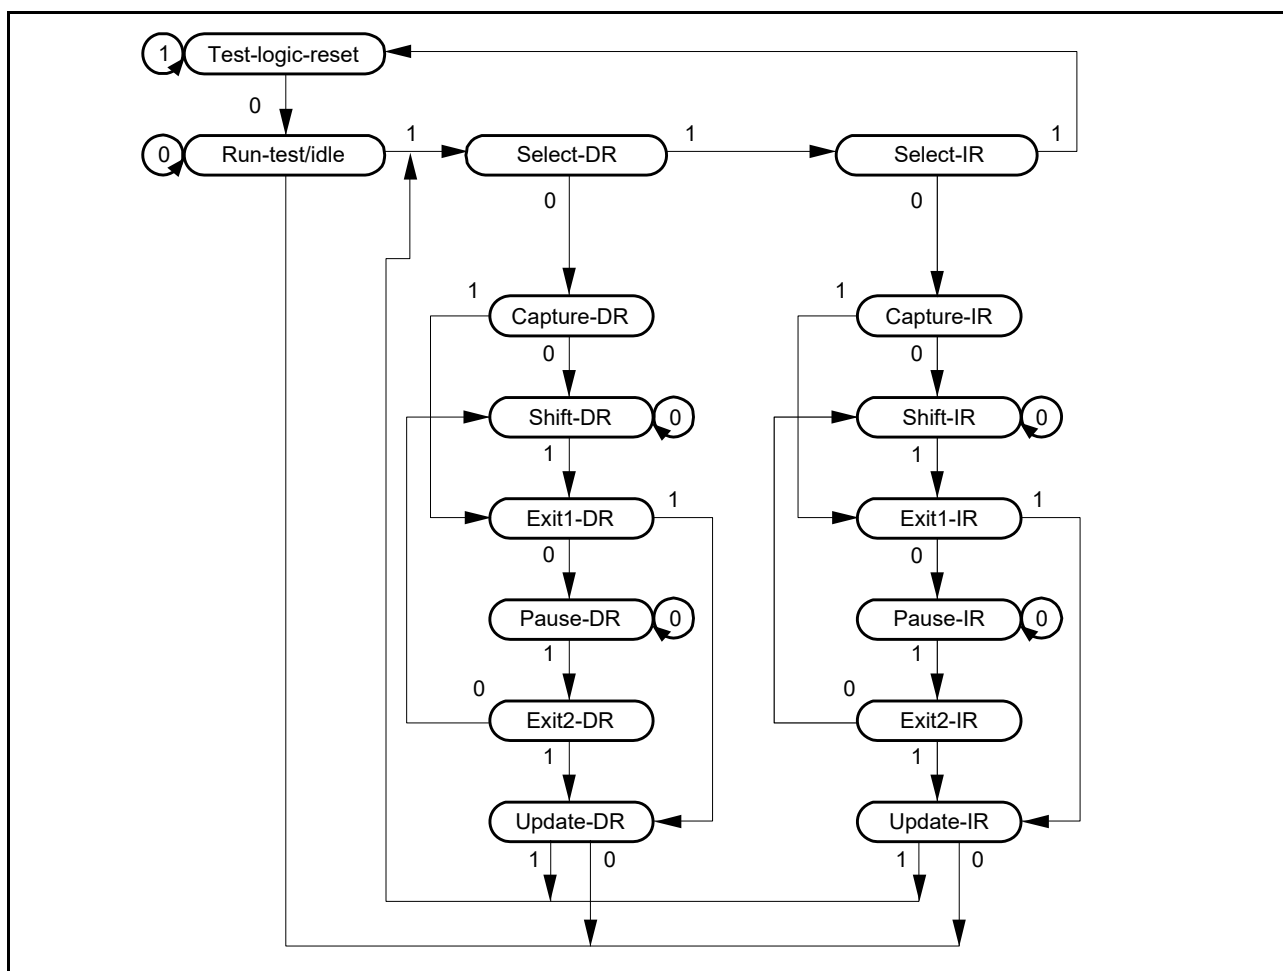 1 Test-logic-reset
0
0 Run-test/idle 1 Select-DR 1 Select-IR 1
0 0
1 Capture-DR 1 Capture-IR
0 0
Shift-DR 0 Shift-IR 0
1 1
Exit1-DR 1 Exit1-IR 1
0 0
Pause-DR 0 Pause-IR 0
1 1
0 Exit2-DR 0 Exit2-IR
1 1
Update-DR Update-IR
1 0 1 0